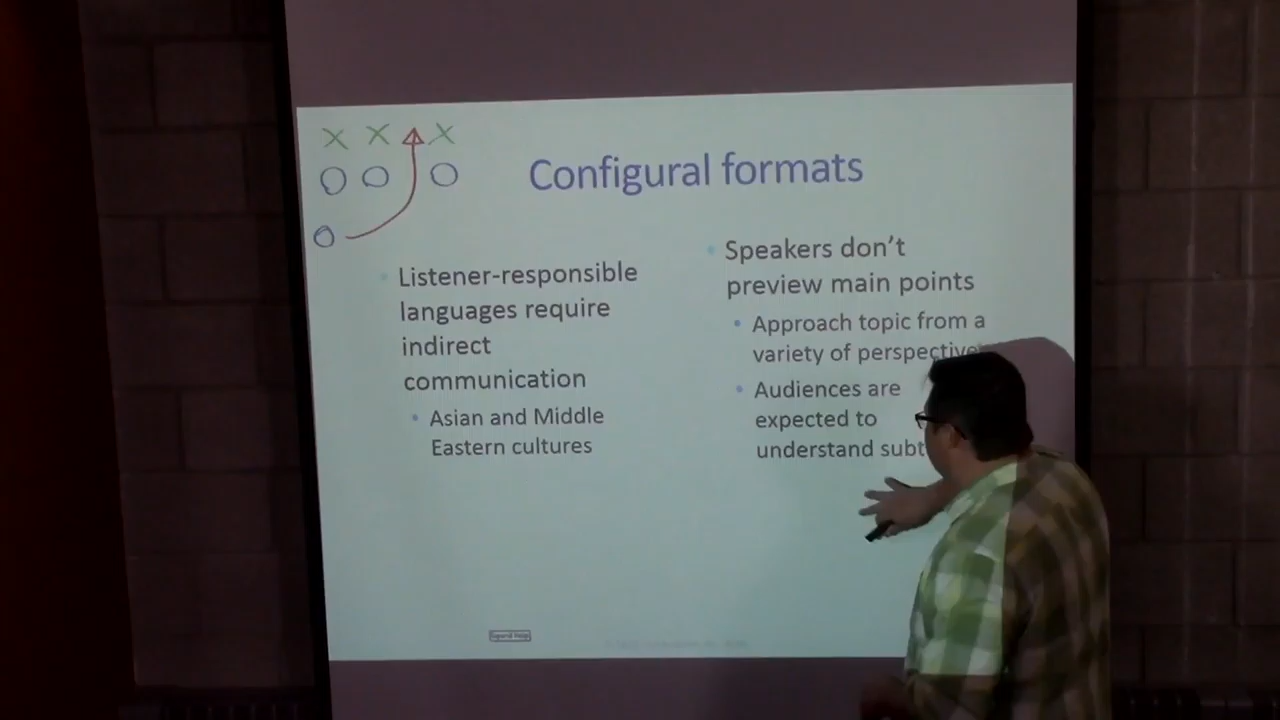 Configural formats
Listener-responsible
languages require
indirect
communication
Asian and Middle
Eastern cultures
Speakers don't
preview main points
Approach topic from a
variety of
Audiences are
expected to
understand